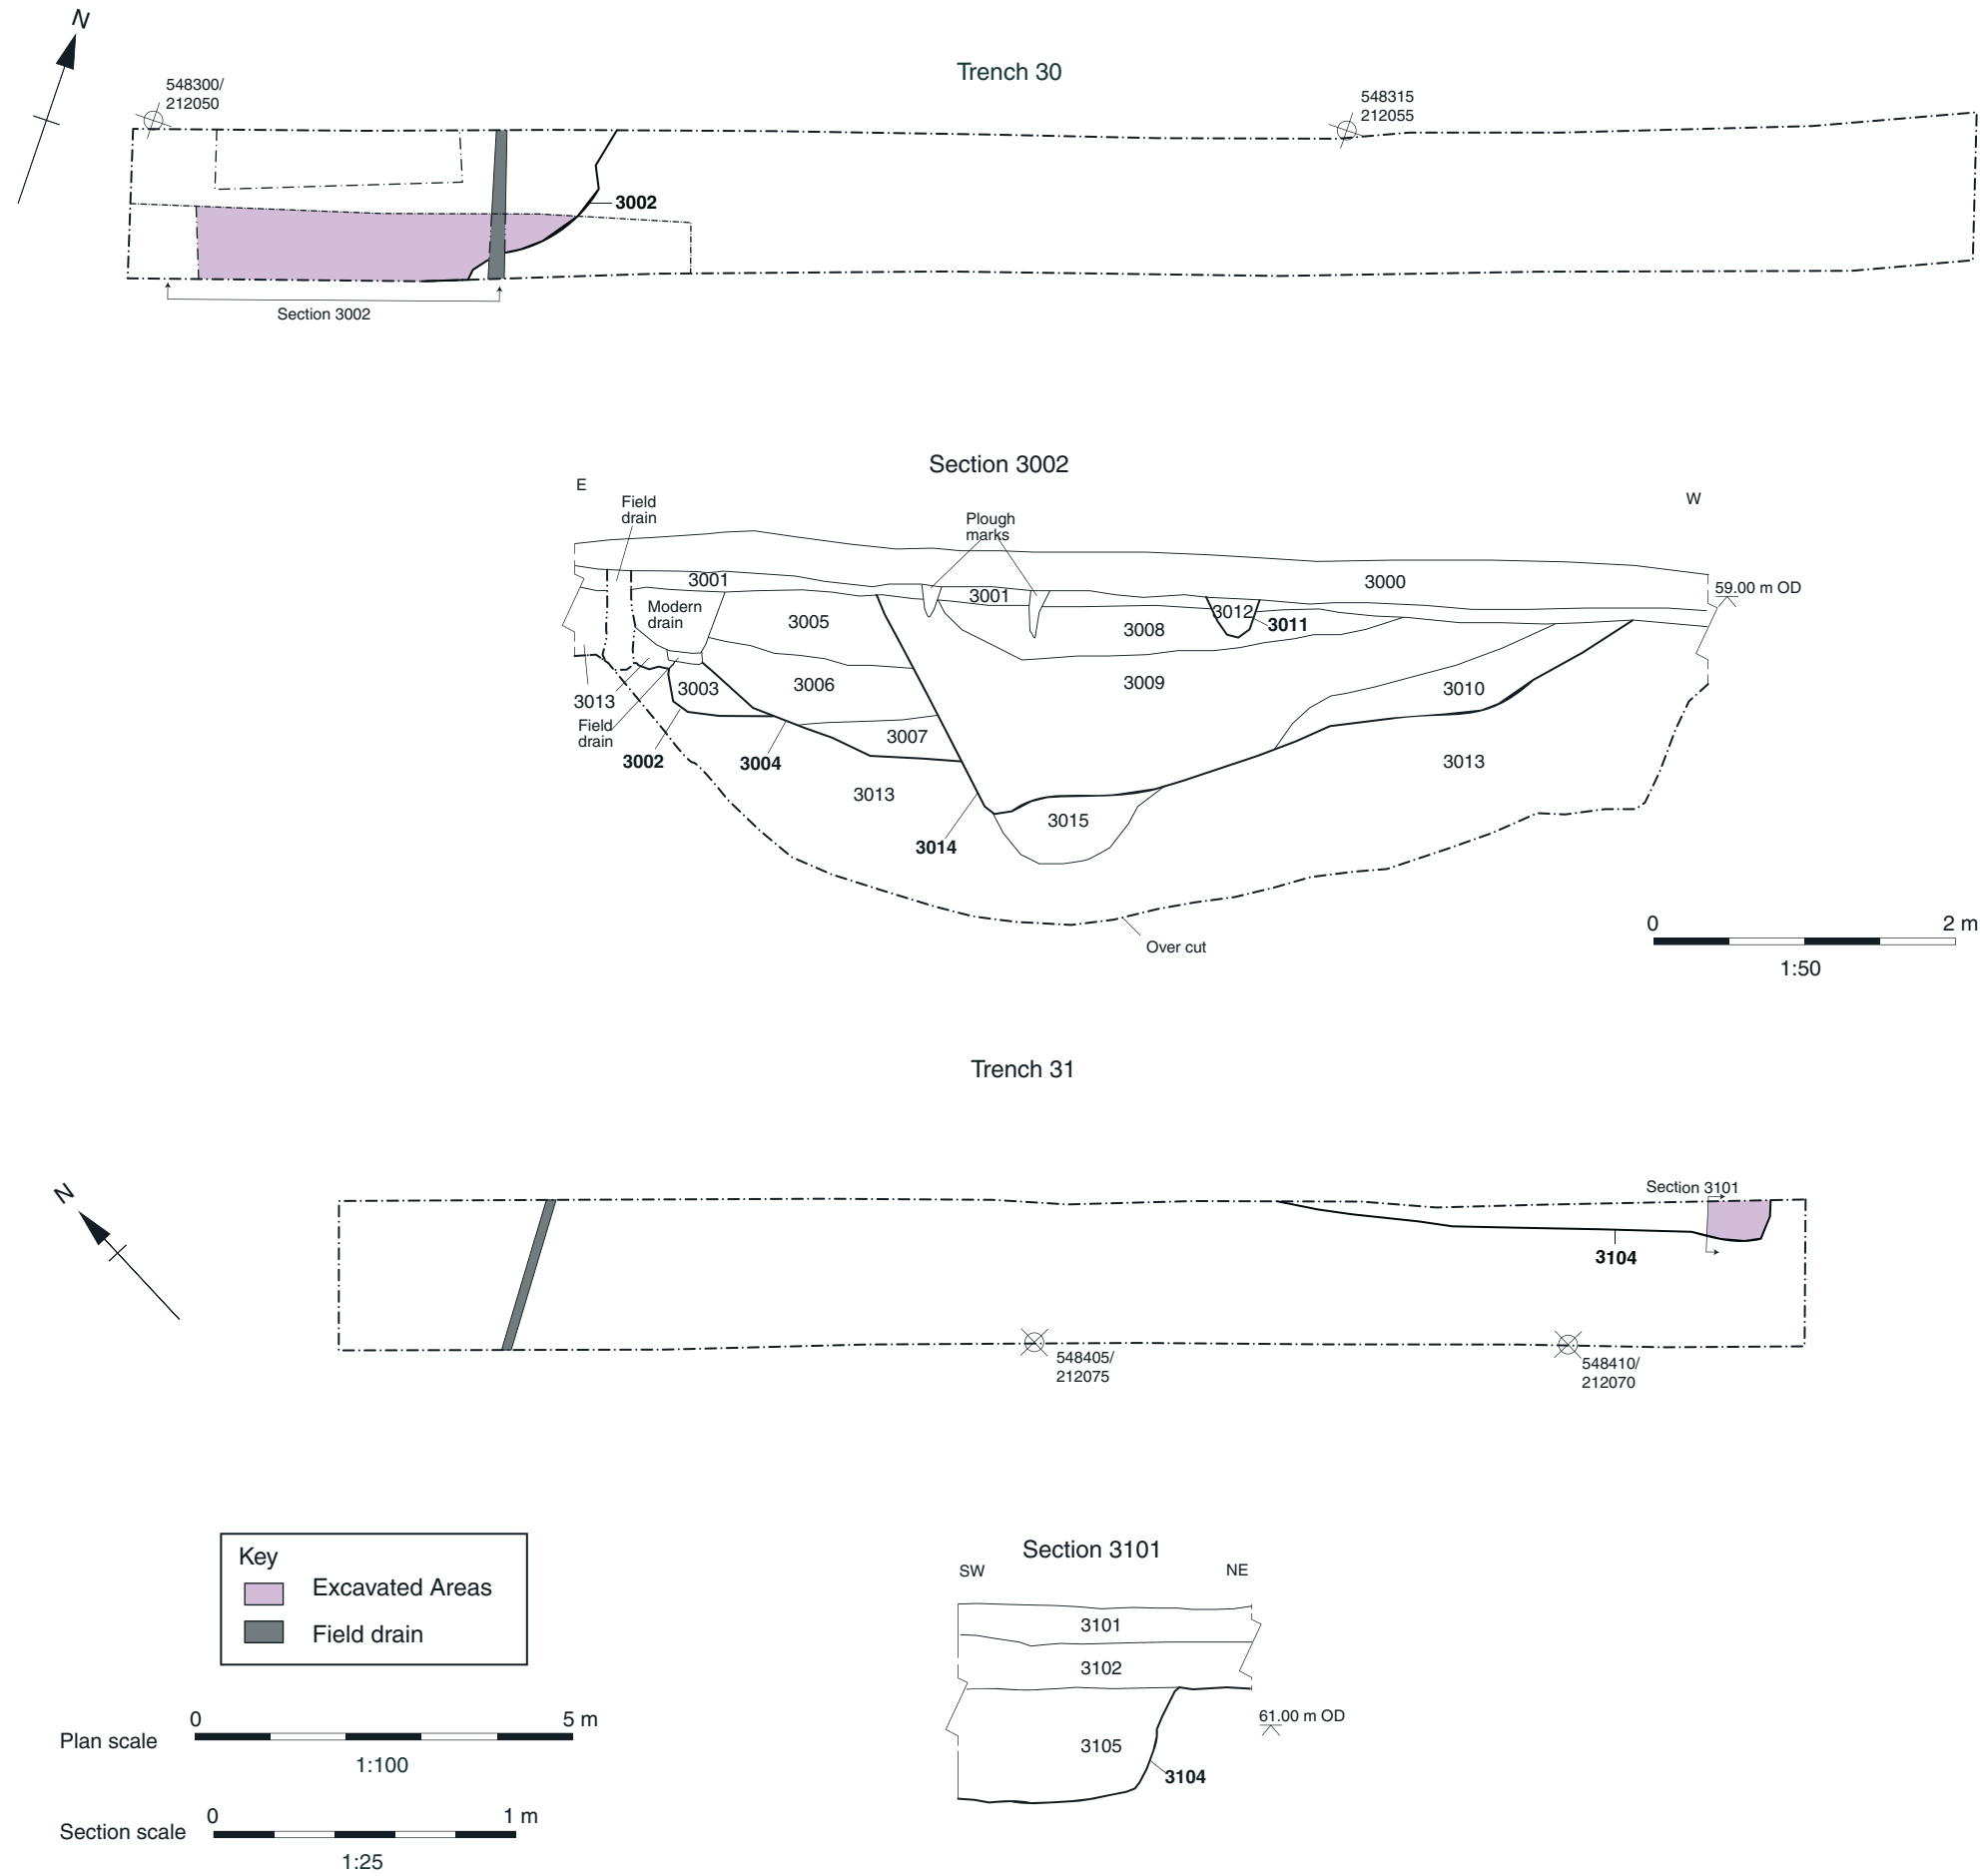 N
Trench 30
548300/
212050
548315
212055
3002
Section 3002
Section 3002
E
W
Field
drain
Plough
marks
3001
3000
59.00 m OD
Modern
drain
3001
3012
3011
3005
3008
3003
3006
3009
3010
3013
Field
drain
3007
3002
3004
3013
3013
3015
3014
Over cut
0
2 m
1:50
Trench 31
N
Section 3101
3104
548405/
212075
548410/
212070
Key
Excavated Areas
Field drain
Section 3101
SW
NE
3101
3102
61.00 m OD
3105
3104
Plan scale
0
5 m
1:100
Section scale
0
1 m
1:25